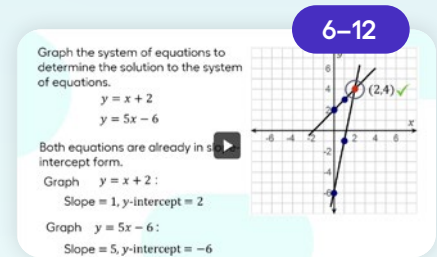 6–12
Graph the system of equations to
determine the solution to the system
of equations.
y = x + 2
y = 5x − 6
Both equations are already in slope-
intercept form.
Graph y = x + 2 :
Slope = 1, y-intercept = 2
Graph y = 5x − 6:
Slope = 5, y-intercept = −6
y
6
4
2
(2,4)
x
-6 -4 -2 2 4 6
-2
-4
-6